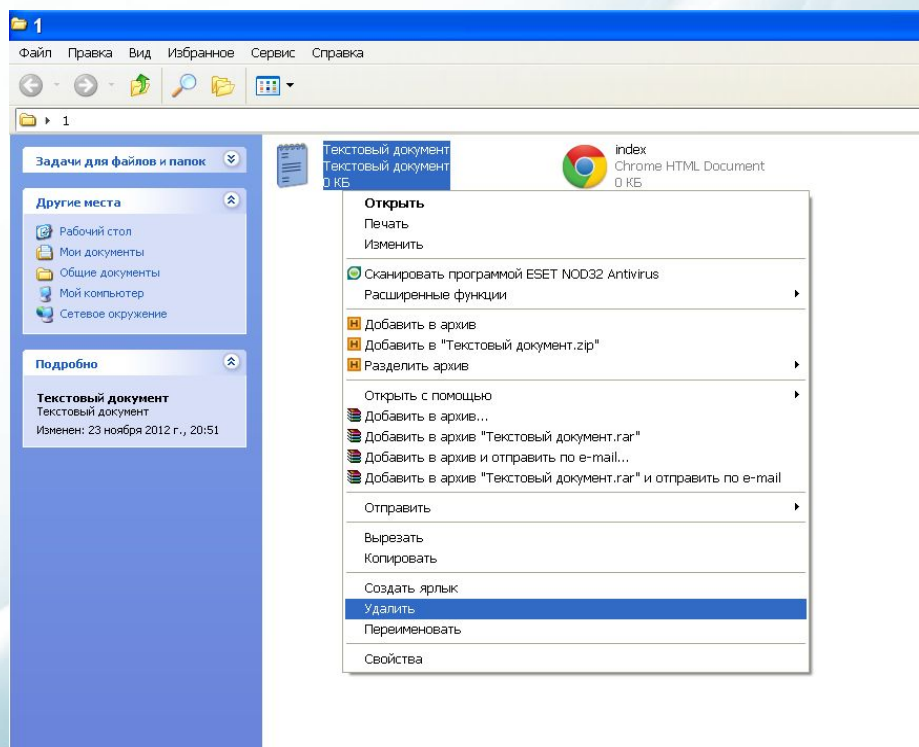 1
Файл Правка Вид Избранное Сервис Справка
1
Задачи для файлов и папок
Другие места
Рабочий стол
Мои документы
Общие документы
Мой компьютер
Сетевое окружение
Подробно
Текстовый документ
Текстовый документ
Изменен: 23 ноября 2012 г., 20:51
Текстовый документ
Текстовый документ
0 КБ
index
Chrome HTML Document
0 КБ
Открыть
Печать
Изменить
Сканировать программой ESET NOD32 Antivirus
Расширенные функции
Добавить в архив
Добавить в "Текстовый документ.zip"
Разделить архив
Открыть с помощью
Добавить в архив...
Добавить в архив "Текстовый документ.rar"
Добавить в архив и отправить по e-mail...
Добавить в архив "Текстовый документ.rar" и отправить по e-mail
Отправить
Вырезать
Копировать
Создать ярлык
Удалить
Переименовать
Свойства